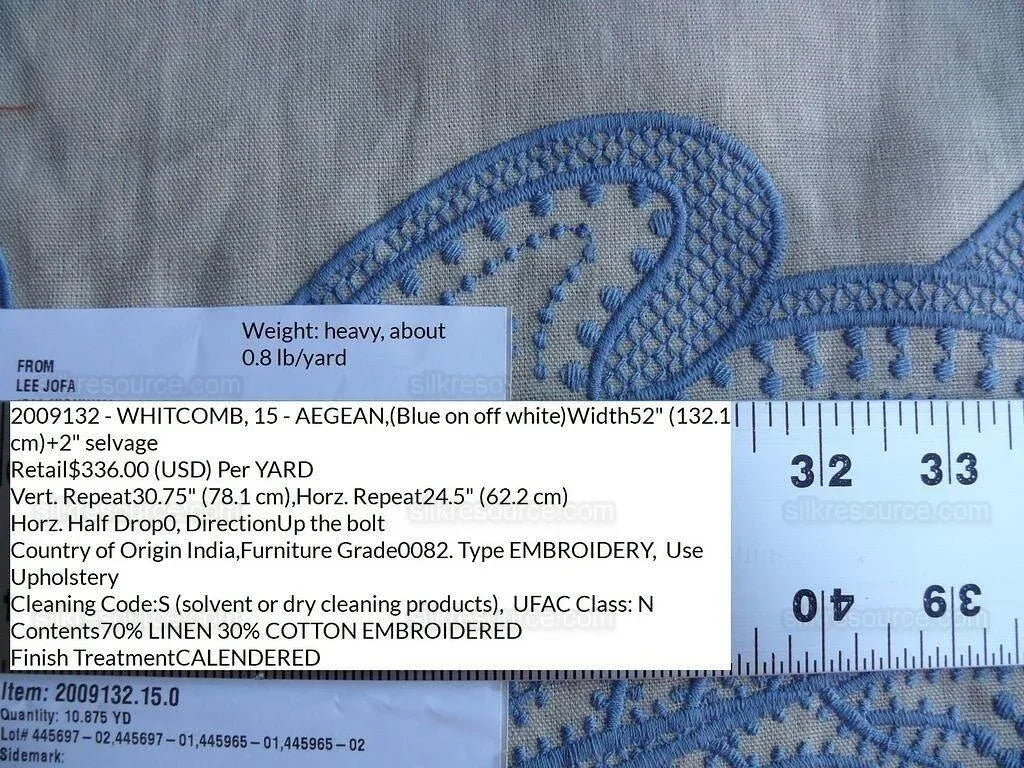 Weight: heavy, about
0.8 lb/yard
FROM
LEE JOFA
silkresource.com
2009132 - WHITCOMB, 15 - AEGEAN,(Blue on off white)Width52" (132.1
cm)+2" selvage
Retail$336.00 (USD) Per YARD
Vert. Repeat30.75" (78.1 cm),Horz. Repeat24.5" (62.2 cm)
Horz. Half Drop0, DirectionUp the bolt
Country of Origin India,Furniture Grade0082. Type EMBROIDERY,  Use
Upholstery
Cleaning Code:S (solvent or dry cleaning products),  UFAC Class: N
Contents70% LINEN 30% COTTON EMBROIDERED
Finish TreatmentCALENDERED
32 33
40 39
Item: 2009132.15.0
Quantity: 10.875 YD
Lot# 445697-02,445697-01,445965-01,445965-02
Sidemark: